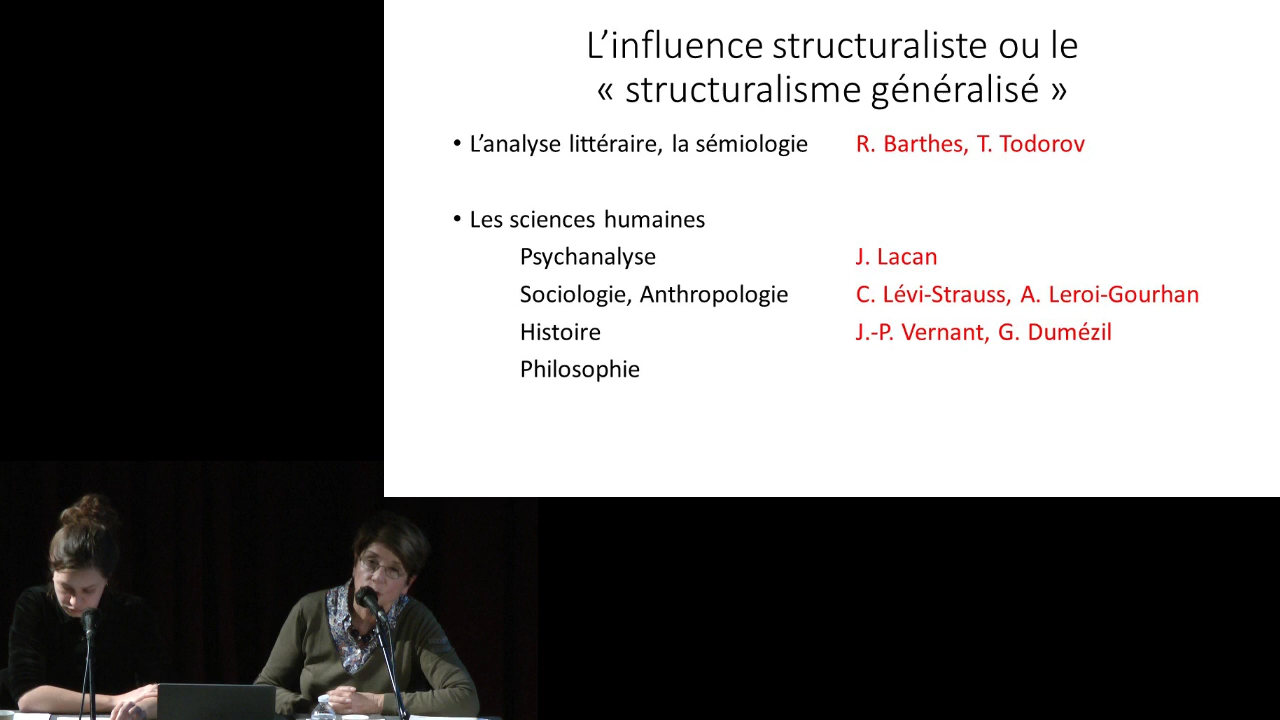 L’influence structuraliste ou le
« structuralisme généralisé »
• L’analyse littéraire, la sémiologie R. Barthes, T. Todorov
• Les sciences humaines
Psychanalyse J. Lacan
Sociologie, Anthropologie C. Lévi-Strauss, A. Leroi-Gourhan
Histoire J.-P. Vernant, G. Dumézil
Philosophie